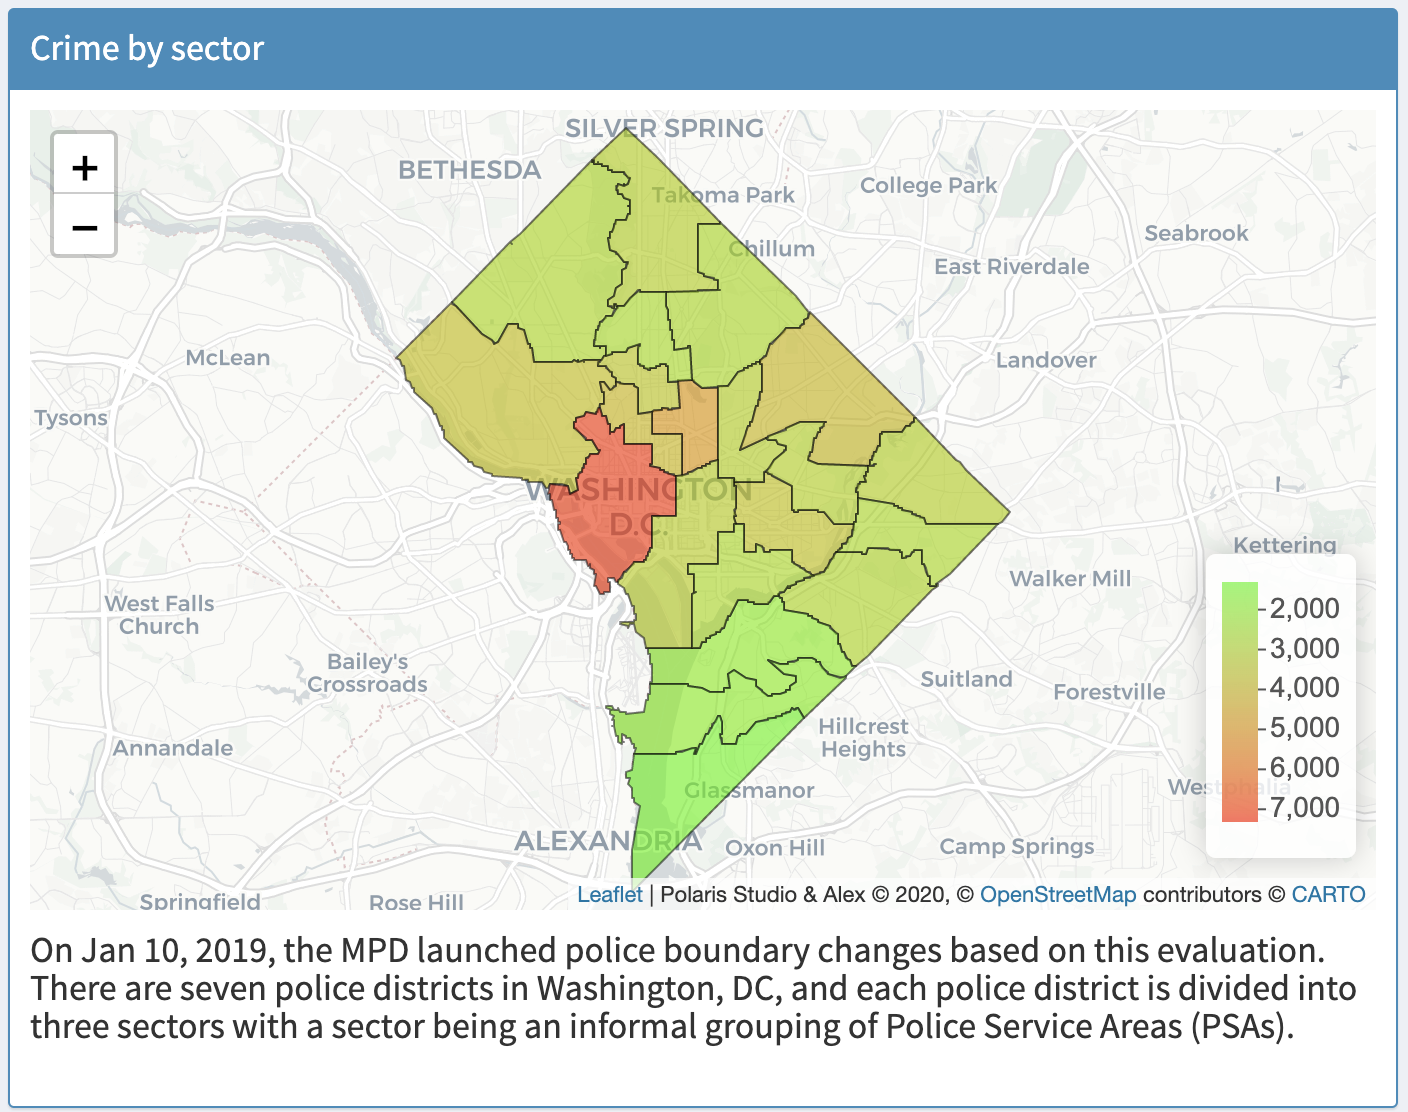 Crime by sector
+
−
SILVER SPRING
BETHESDA
Takoma Park
College Park
Seabrook
Chillum
East Riverdale
McLean
Landover
Tysons
WASHINGTON
D.C.
Kettering
Walker Mill
West Falls
Church
2,000
3,000
4,000
5,000
6,000
7,000
Bailey's
Crossroads
Suitland
Forestville
Hillcrest
Heights
Annandale
Westphalia
Glassmanor
ALEXANDRIA
Oxon Hill
Camp Springs
Springfield
Rose Hill
Leaflet | Polaris Studio & Alex © 2020, © OpenStreetMap contributors © CARTO
On Jan 10, 2019, the MPD launched police boundary changes based on this evaluation.
There are seven police districts in Washington, DC, and each police district is divided into
three sectors with a sector being an informal grouping of Police Service Areas (PSAs).